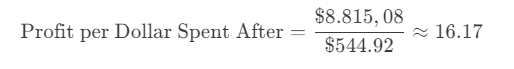 Profit per Dollar Spent After = $8.815,08 / $544.92 ≈ 16.17